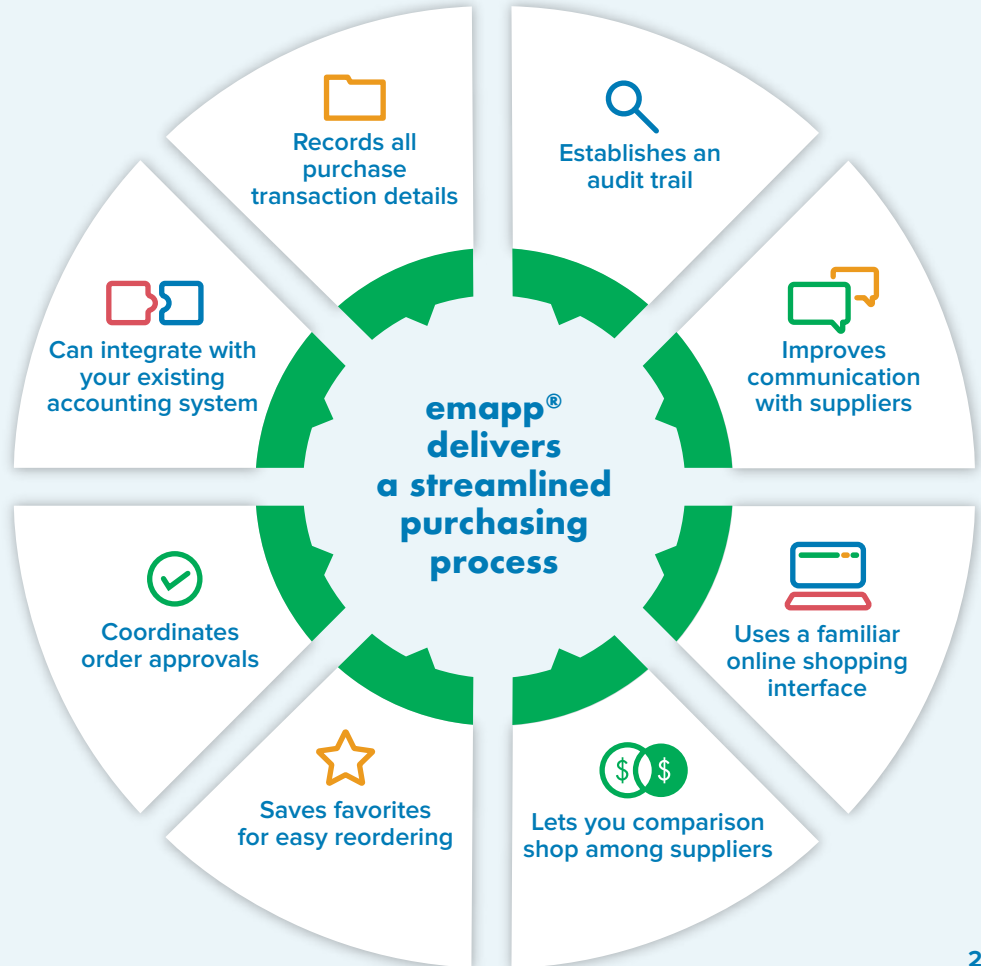 Records all
purchase
transaction details
Establishes an
audit trail
Can integrate with
your existing
accounting system
Improves
communication
with suppliers
emapp®
delivers
a streamlined
purchasing
process
Coordinates
order approvals
Uses a familiar
online shopping
interface
$ $
Saves favorites
for easy reordering
Lets you comparison
shop among suppliers
2